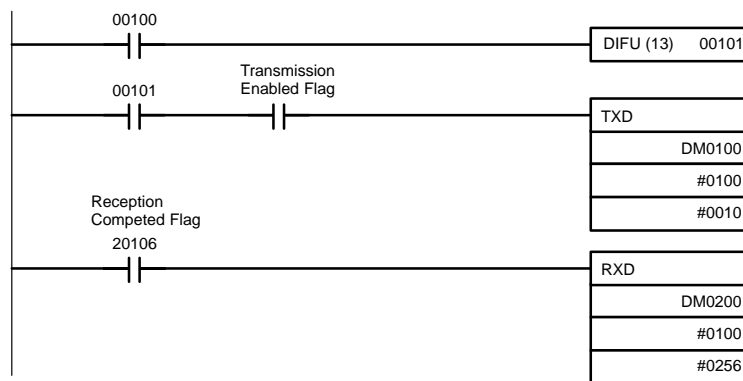 00100
DIFU (13) 00101
00101
Transmission
Enabled Flag
TXD
DM0100
#0100
#0010
Reception
Competed Flag
20106
RXD
DM0200
#0100
#0256